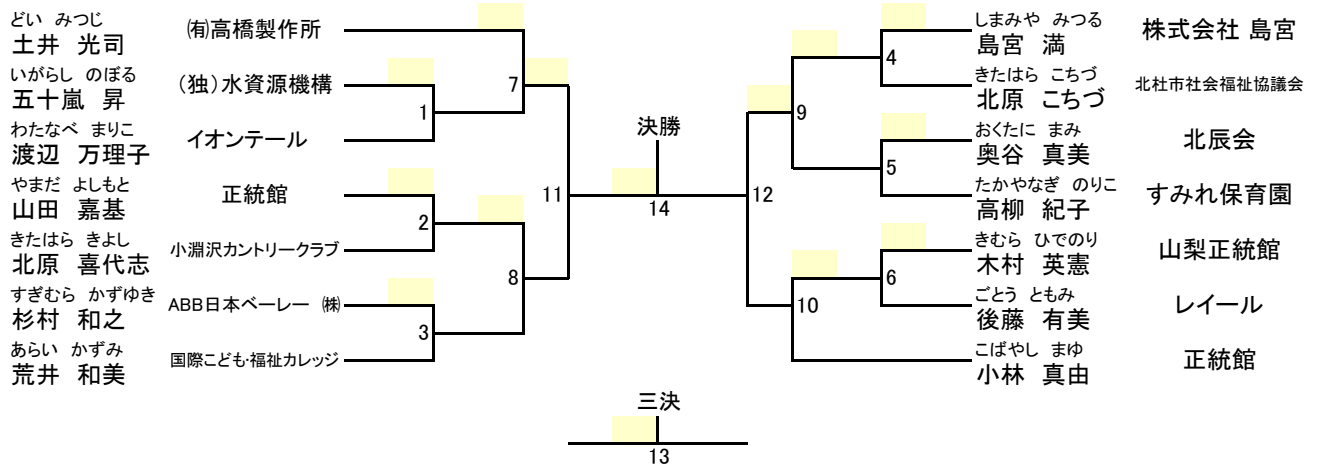 どい みつじ
土井 光司 ㈲高橋製作所
いがらし のぼる
五十嵐 昇 (独)水資源機構
わたなべ まりこ
渡辺 万理子 イオンテール
やまだ よしもと
山田 嘉基 正統館
きたはら きよし
北原 喜代志 小淵沢カントリークラブ
すぎむら かずゆき
杉村 和之 ABB日本ベーレー ㈱
あらい かずみ
荒井 和美 国際こども・福祉カレッジ
1
2
3
7
8
11
決勝
14
三決
13
12
9
10
4
5
6
しまみや みつる
島宮 満 株式会社 島宮
きたはら こちづ
北原 こちづ 北杜市社会福祉協議会
おくたに まみ
奥谷 真美 北辰会
たかやなぎ のりこ
高柳 紀子 すみれ保育園
きむら ひでのり
木村 英憲 山梨正統館
ごとう ともみ
後藤 有美 レイール
こばやし まゆ
小林 真由 正統館